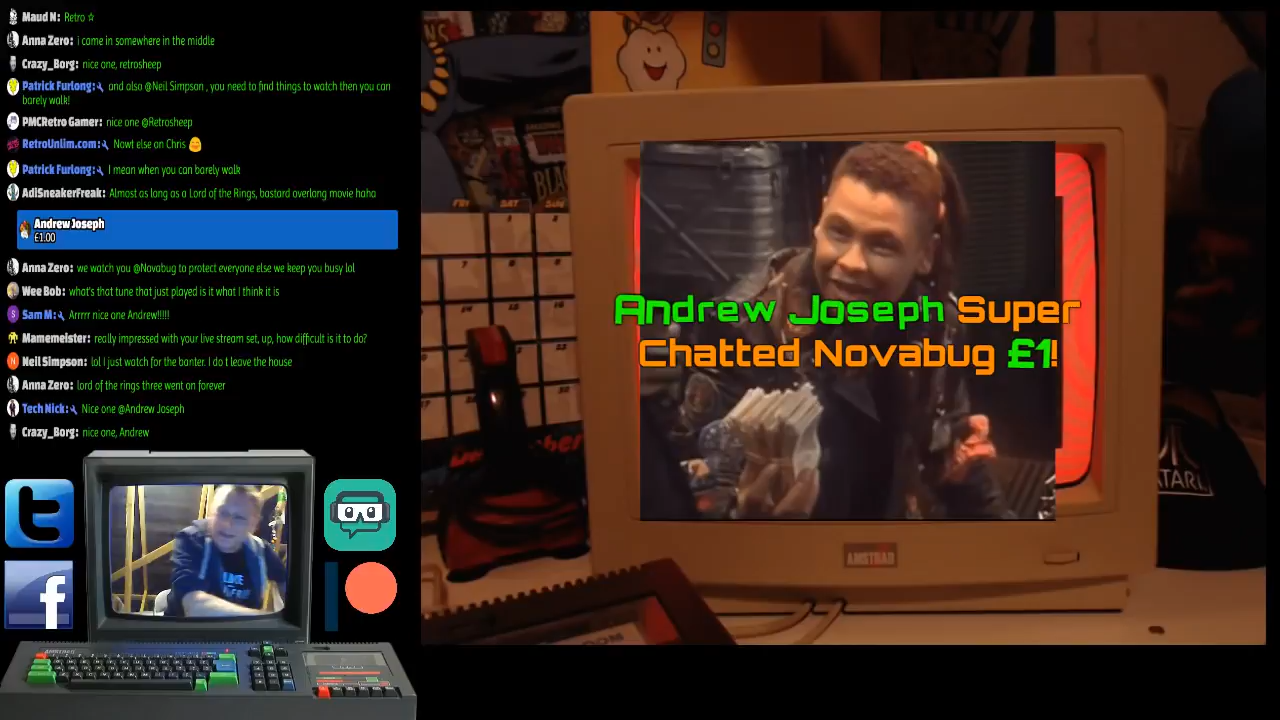 Maud N: Retro ☆
Anna Zero: i came in somewhere in the middle
Crazy_Borg: nice one, retrosheep
Patrick Furlong: and also @Neil Simpson , you need to find things to watch then you can
barely walk!
PMCRetro Gamer: nice one @Retrosheep
RetroUnlim.com: Nowt else on Chris
Patrick Furlong: I mean when you can barely walk
AdiSneakerFreak: Almost as long as a Lord of the Rings, bastard overlang movie haha
Andrew Joseph
£1.00
Anna Zero: we watch you @Novabug to protect everyone else we keep you busy lol
Wee Bob: what's that tune that just played is it what I think it is
Sam M: Arrrrr nice one Andrew!!!!!
Mamemeister: really impressed with your live stream set, up, how difficult is it to do?
Neil Simpson: lol I just watch for the banter. I do t leave the house
Anna Zero: lord of the rings three went on forever
Tech Nick: Nice one @Andrew Joseph
Crazy_Borg: nice one, Andrew
Andrew Joseph Super
Chatted Novabug £1!
FRI SAT SUN
AMSTRAD
ATARI
AMSTRAD